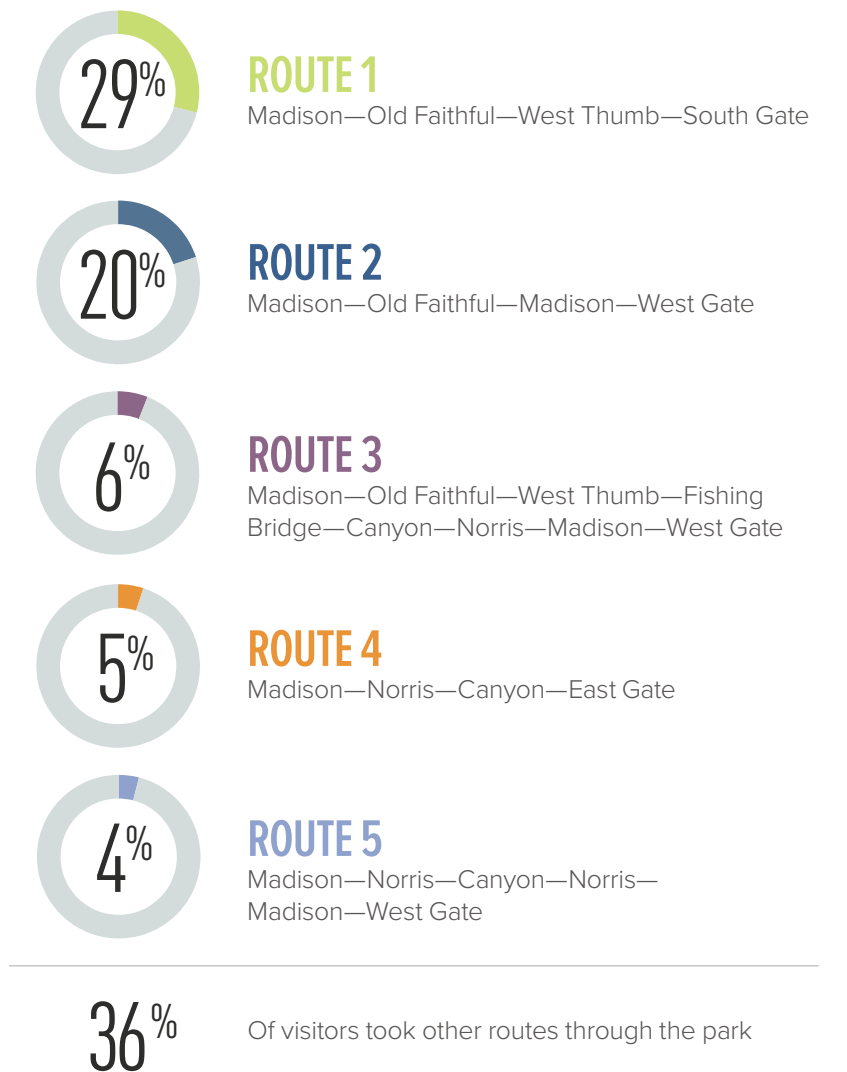 29%
ROUTE 1
Madison—Old Faithful—West Thumb—South Gate
20%
ROUTE 2
Madison—Old Faithful—Madison—West Gate
6%
ROUTE 3
Madison—Old Faithful—West Thumb—Fishing
Bridge—Canyon—Norris—Madison—West Gate
5%
ROUTE 4
Madison—Norris—Canyon—East Gate
4%
ROUTE 5
Madison—Norris—Canyon—Norris—
Madison—West Gate
36%
Of visitors took other routes through the park